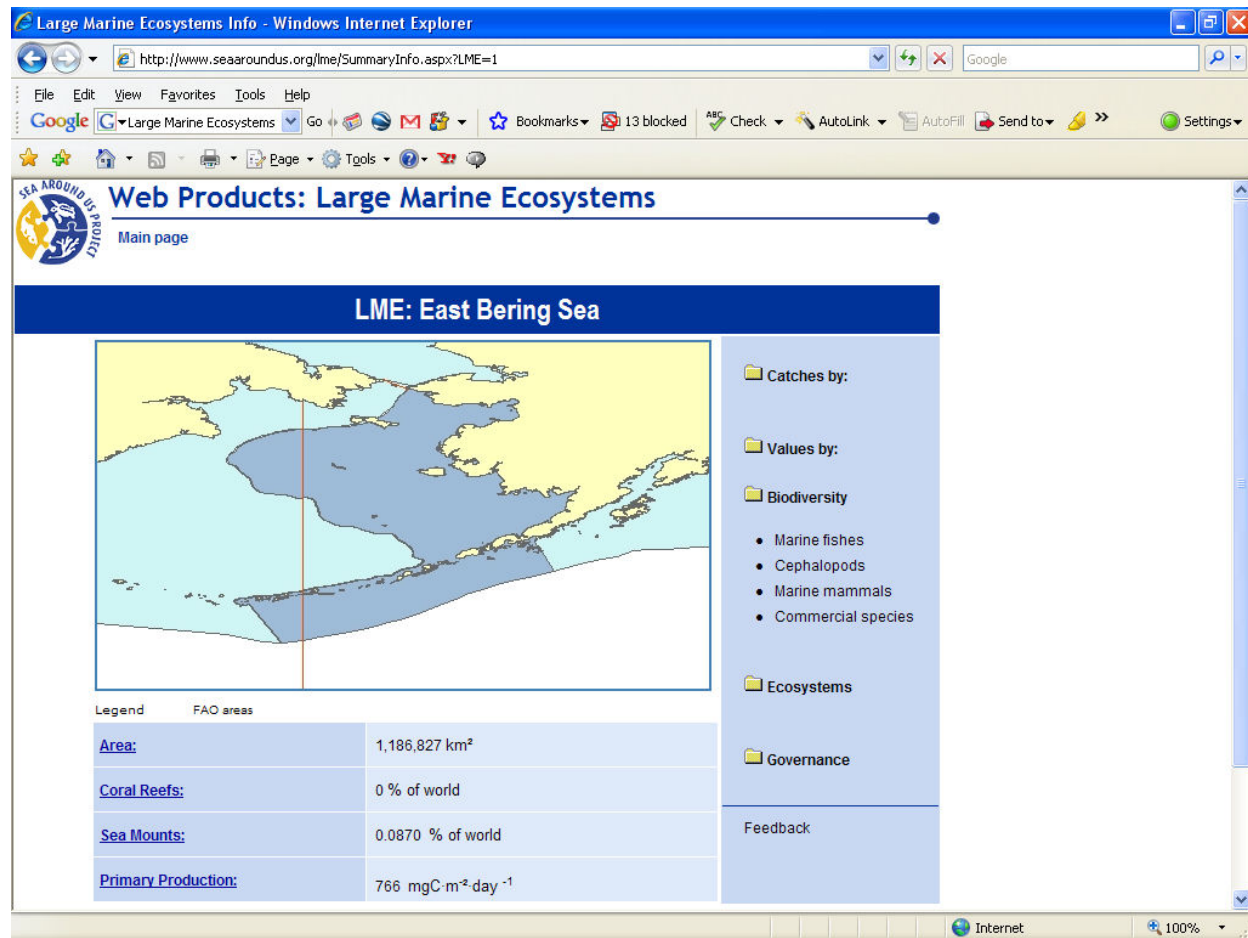 Large Marine Ecosystems Info - Windows Internet Explorer
http://www.seaaroundus.org/lme/SummaryInfo.aspx?LME=1
Google
File Edit View Favorites Tools Help
Google G Large Marine Ecosystems Go Bookmarks 13 blocked ABC Check AutoLink AutoFill Send to Settings
Page Tools
SEA AROUND US PROJECT
Web Products: Large Marine Ecosystems
Main page
LME: East Bering Sea
Catches by:
Values by:
Biodiversity
Marine fishes
Cephalopods
Marine mammals
Commercial species
Ecosystems
Governance
Feedback
Legend FAO areas
Area: 1,186,827 km²
Coral Reefs: 0 % of world
Sea Mounts: 0.0870 % of world
Primary Production: 766 mgC·m⁻²·day ⁻¹
Internet 100%